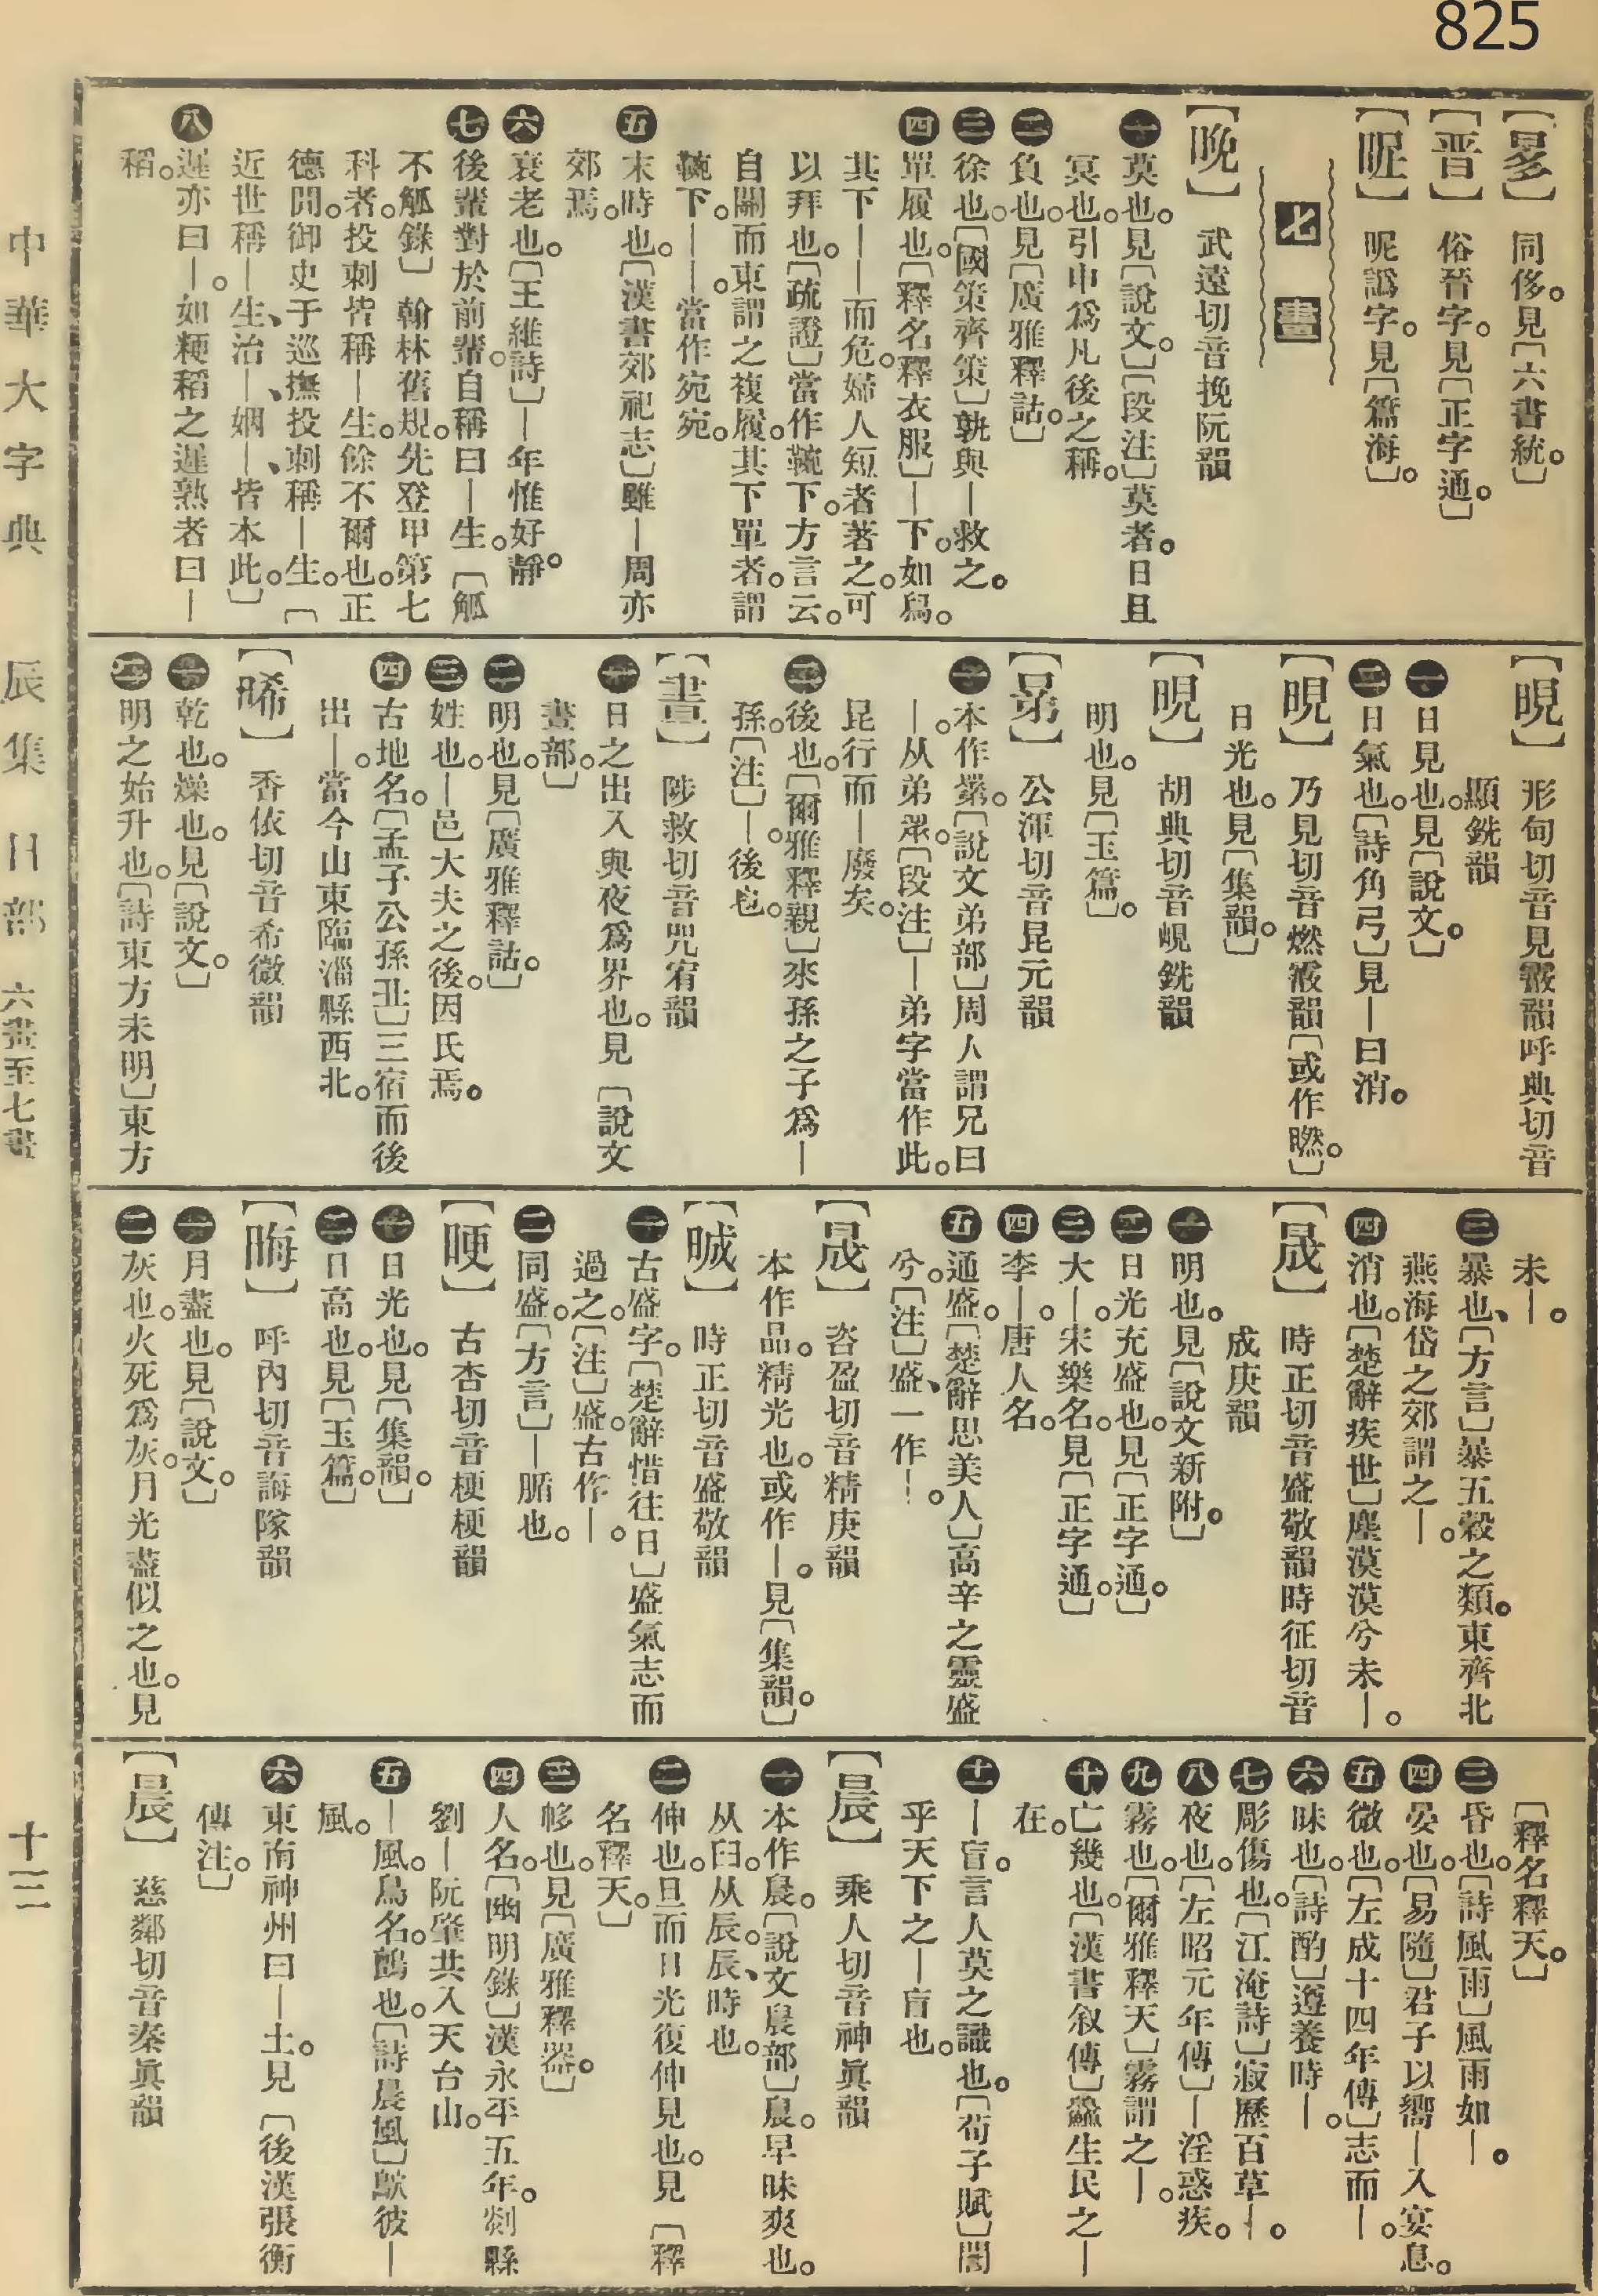 825
【㫅】同侈。見〔六書統〕
【晋】俗晉字。見〔正字通。〕
【昵】昵譌字。見〔篇海〕。
七畫
【晚】武遠切音挽阮韻
㊀莫也。見〔說文。〕〔段注〕莫者。日且
冥也。引申爲凡後之稱。
㊁負也。見〔廣雅釋詁。〕
㊂徐也。〔國策齊策〕孰與―救之。
㊃單履也。〔釋名釋衣服〕―下。如舄。
其下――而危。婦人短者著之。可
以拜也。〔疏證〕當作䩊下。方言云。
自關而東。謂之複履。其下單者。謂
䩊下。――。當作宛宛。
㊄末時也。〔漢書郊祀志〕雖―周亦
郊焉。
㊅衰老也。〔王維詩〕―年惟好靜。
㊆後輩對於前輩。自稱曰―生。〔觚
不觚錄〕翰林舊規。先登甲第七
科者。投刺皆稱―生。餘不爾也。正
德閒。御史于巡撫投刺稱―生。〔
近世稱―生、治―、姻―、皆本此。〕
㊇遲亦曰―。如粳稻之遲熟者曰―
稻。
【晛】形甸切音見霰韻呼典切音
顯銑韻
㊀日見也。見〔說文。〕
㊁日氣也。〔詩角弓〕見―曰消。
【晛】乃見切音燃霰韻〔或作㬗。〕
日光也。見〔集韻。〕
【晛】胡典切音峴銑韻
明也。見〔玉篇〕。
【晜】公渾切音昆元韻
㊀本作𥊽。〔說文弟部〕周人謂兄曰
―。从弟眔。〔段注〕―弟字當作此。
昆行而―廢矣。
㊁後也。〔爾雅釋親〕來孫之子爲―
孫。〔注〕―。後也。
【晝】陟救切音咒宥韻
㊀日之出入與夜爲界也。見〔說文
畫部。〕
㊁明也。見〔廣雅釋詁。〕
㊂姓也。―邑大夫之後。因氏焉。
㊃古地名。〔孟子公孫丑〕三宿而後
出―。當今山東臨淄縣西北。
【晞】香依切音希微韻
㊀乾也。燥也。見〔說文。〕
㊁明之始升也。〔詩東方未明〕東方
未―。
㊂暴也、〔方言〕暴五穀之類。東齊北
燕海岱之郊謂之―。
㊃消也。〔楚辭疾世〕塵漠漠兮未―。
【晟】時正切音盛敬韻時征切音
成庚韻
㊀明也。見〔說文新附。〕
㊁日光充盛也。見〔正字通。〕
㊂大―。宋樂名。見〔正字通。〕
㊃李―。唐人名。
㊄通盛。〔楚辭思美人〕高辛之靈盛
兮。〔注〕盛、一作―。
【晟】咨盈切音精庚韻
本作晶。精光也。或作―。見〔集韻。〕
【晠】時正切音盛敬韻
㊀古盛字。〔楚辭惜往日〕盛氣志而
過之。〔注〕盛。古作―。
㊁同盛。〔方言〕―腯也。
【㫠】古杏切音梗梗韻
㊀日光也。見〔集韻。〕
㊁日高也。見〔玉篇。〕
【晦】呼內切音誨隊韻
㊀月盡也。見〔說文。〕
㊁灰也。火死爲灰。月光盡似之也。見
〔釋名釋天。〕
㊂昏也。〔詩風雨〕風雨如―。
㊃晏也。〔易隨〕君子以嚮―入宴息。
㊄微也。〔左成十四年傳〕志而―。
㊅昧也。〔詩酌〕遵養時―。
㊆彫傷也。〔江淹詩〕寂歷百草―。
㊇夜也。〔左昭元年傳〕―淫惑疾。
㊈霧也。〔爾雅釋天〕霧謂之―。
㊉亡幾也。〔漢書叙傳〕𩇕生民之―
在。
⓫―盲。言人莫之識也。〔荀子賦〕闇
乎天下之―盲也。
【晨】乘人切音神眞韻
㊀本作晨。〔說文晨部〕晨。早昧爽也。
从臼。从辰。辰、時也。
㊁伸也。旦而日光復伸見也。見〔釋
名釋天。〕
㊂㡋也。見〔廣雅釋器。〕
㊃人名。〔幽明錄〕漢永平五年。剡縣
劉―阮肇共入天台山。
㊄―風。鳥名。鸇也。〔詩晨風〕鴥彼―
風。
㊅東南神州曰―土。見〔後漢張衡
傳注。〕
【晨】慈鄰切音秦眞韻
中華大字典 辰集 日部 六畫至七畫 十三